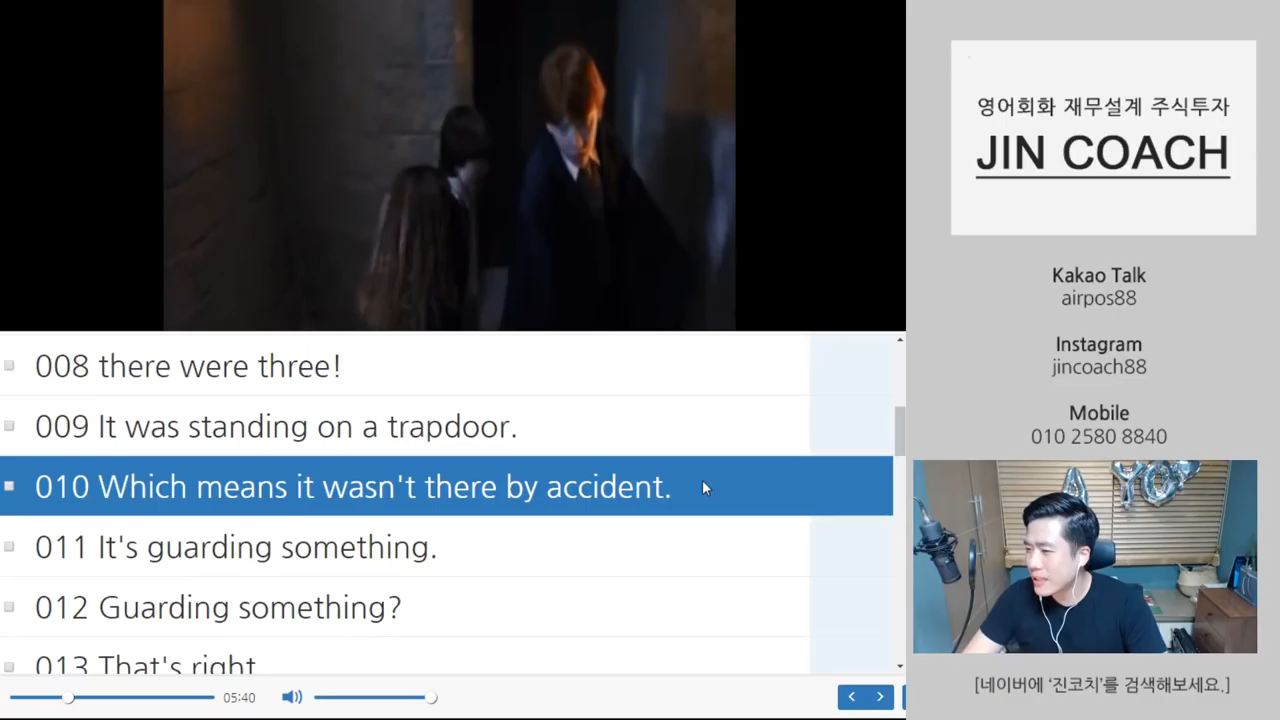 008 there were three!
009 It was standing on a trapdoor.
010 Which means it wasn't there by accident.
011 It's guarding something.
012 Guarding something?
013 That's right
05:40
영어회화 재무설계 주식투자
JIN COACH
Kakao Talk
airpos88
Instagram
jincoach88
Mobile
010 2580 8840
[네이버에 '진코치'를 검색해보세요.]